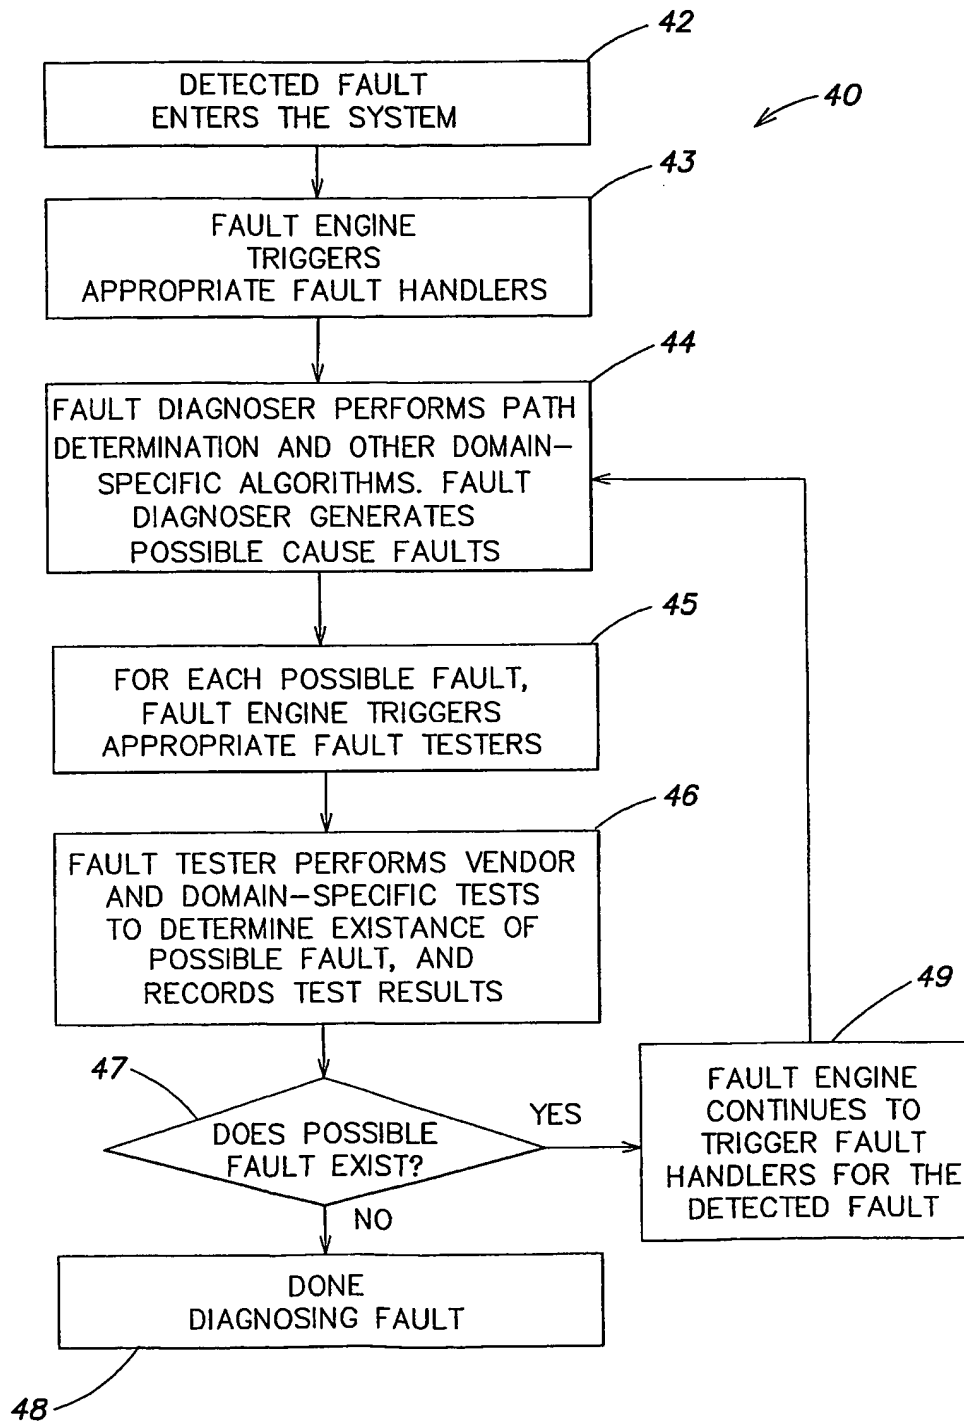 42
DETECTED FAULT
ENTERS THE SYSTEM
40
43
FAULT ENGINE
TRIGGERS
APPROPRIATE FAULT HANDLERS
44
FAULT DIAGNOSER PERFORMS PATH
DETERMINATION AND OTHER DOMAIN–
SPECIFIC ALGORITHMS. FAULT
DIAGNOSER GENERATES
POSSIBLE CAUSE FAULTS
45
FOR EACH POSSIBLE FAULT,
FAULT ENGINE TRIGGERS
APPROPRIATE FAULT TESTERS
46
FAULT TESTER PERFORMS VENDOR
AND DOMAIN–SPECIFIC TESTS
TO DETERMINE EXISTANCE OF
POSSIBLE FAULT, AND
RECORDS TEST RESULTS
47
DOES POSSIBLE
FAULT EXIST?
YES
49
FAULT ENGINE
CONTINUES TO
TRIGGER FAULT
HANDLERS FOR THE
DETECTED FAULT
NO
DONE
DIAGNOSING FAULT
48